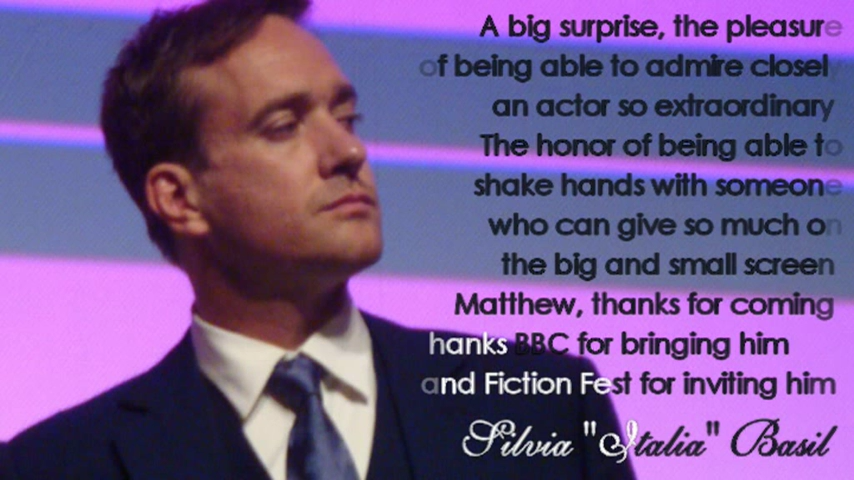 A big surprise, the pleasure
of being able to admire closely
an actor so extraordinary
The honor of being able to
shake hands with someone
who can give so much on
the big and small screen
Matthew, thanks for coming
hanks BBC for bringing him
and Fiction Fest for inviting him
Silvia "Italia" Basil